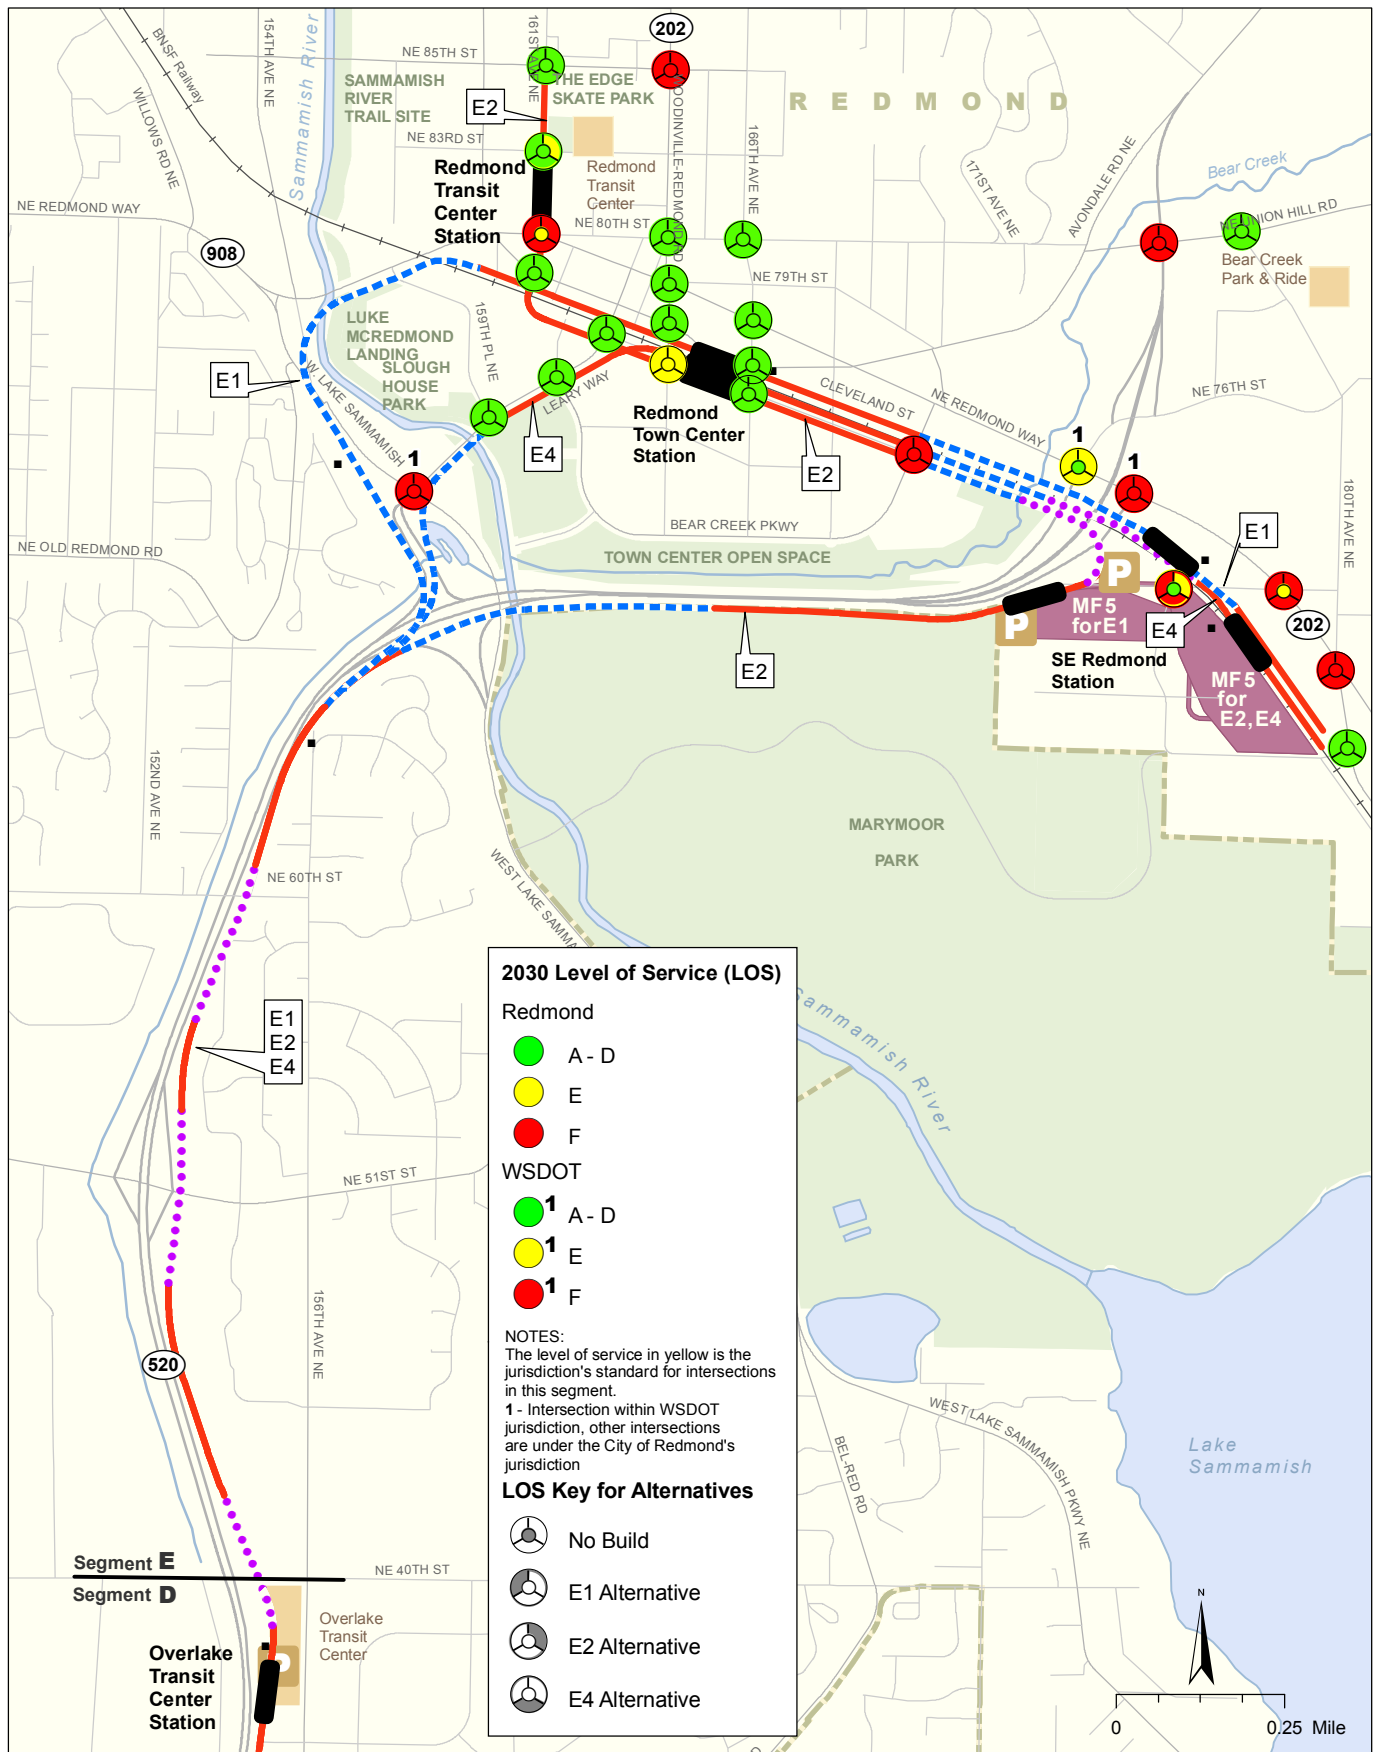 202
NE 85TH ST
161ST AVE NE
154TH AVE NE
BNSF Railway
WILLOWS RD NE
Sammamish River
SAMMAMISH
RIVER
TRAIL SITE
THE EDGE
SKATE PARK
REDMOND
E2
NE 83RD ST
WOODINVILLE-REDMOND RD
166TH AVE NE
171ST AVE NE
AVONDALE RD NE
Bear Creek
Redmond
Transit
Center
Station
Redmond
Transit
Center
NE REDMOND WAY
NE 80TH ST
NE UNION HILL RD
908
NE 79TH ST
Bear Creek
Park & Ride
LUKE
MCREDMOND
LANDING
SLOUGH
HOUSE
PARK
159TH PL NE
E1
W. LAKE SAMMAMISH
LEARY WAY
CLEVELAND ST
NE REDMOND WAY
NE 76TH ST
Redmond
Town Center
Station
E4
E2
1
1
1
180TH AVE NE
BEAR CREEK PKWY
NE OLD REDMOND RD
TOWN CENTER OPEN SPACE
E1
P
P
MF5
for E1
E4
202
SE Redmond
Station
E2
MF5
for
E2, E4
152ND AVE NE
MARYMOOR
PARK
NE 60TH ST
WEST LAKE SAMMA
E1
E2
E4
Sammamish River
NE 51ST ST
156TH AVE NE
520
2030 Level of Service (LOS)
Redmond
A - D
E
F
WSDOT
1 A - D
1 E
1 F
NOTES:
The level of service in yellow is the
jurisdiction's standard for intersections
in this segment.
1 - Intersection within WSDOT
jurisdiction, other intersections
are under the City of Redmond's
jurisdiction
LOS Key for Alternatives
No Build
E1 Alternative
E2 Alternative
E4 Alternative
WEST LAKE SAMMAMISH PKWY NE
BEL-RED RD
Lake
Sammamish
Segment E
Segment D
NE 40TH ST
Overlake
Transit
Center
P
Overlake
Transit
Center
Station
N
0 0.25 Mile